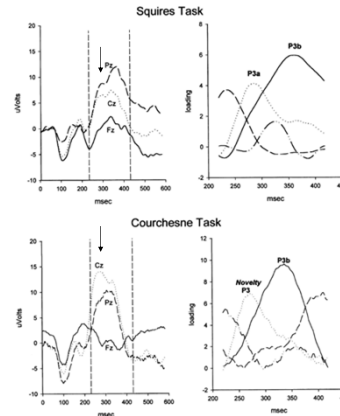 Squires Task
uVolts
20
15
10
5
0
-5
-10
Pz
Cz
Fz
0 100 200 300 400 500 600
msec
loading
8
6
4
2
0
-2
P3a
P3b
200 250 300 350 400 450
msec
Courchesne Task
uVolts
20
15
10
5
0
-5
-10
Cz
Pz
Fz
0 100 200 300 400 500 600
msec
loading
12
10
8
6
4
2
0
Novelty
P3
P3b
200 250 300 350 400 450
msec